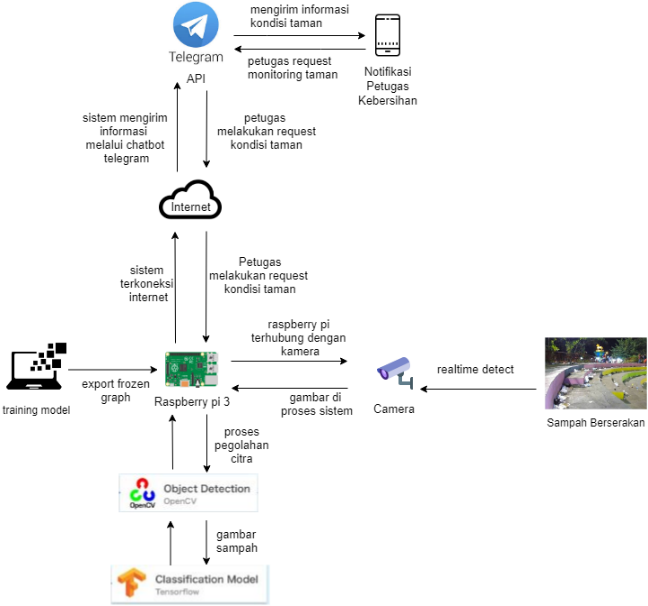 mengirim informasi
kondisi taman
Telegram
API
petugas request
monitoring taman
Notifikasi
Petugas
Kebersihan
sistem mengirim
informasi
melalui chatbot
telegram
petugas
melakukan request
kondisi taman
Internet
sistem
terkoneksi
internet
Petugas
melakukan request
kondisi taman
raspberry pi
terhubung dengan
kamera
realtime detect
training model
export frozen
graph
Raspberry pi 3
gambar di
proses sistem
Camera
Sampah Berserakan
proses
pegolahan
citra
OpenCV
Object Detection
OpenCV
gambar
sampah
Classification Model
Tensorflow